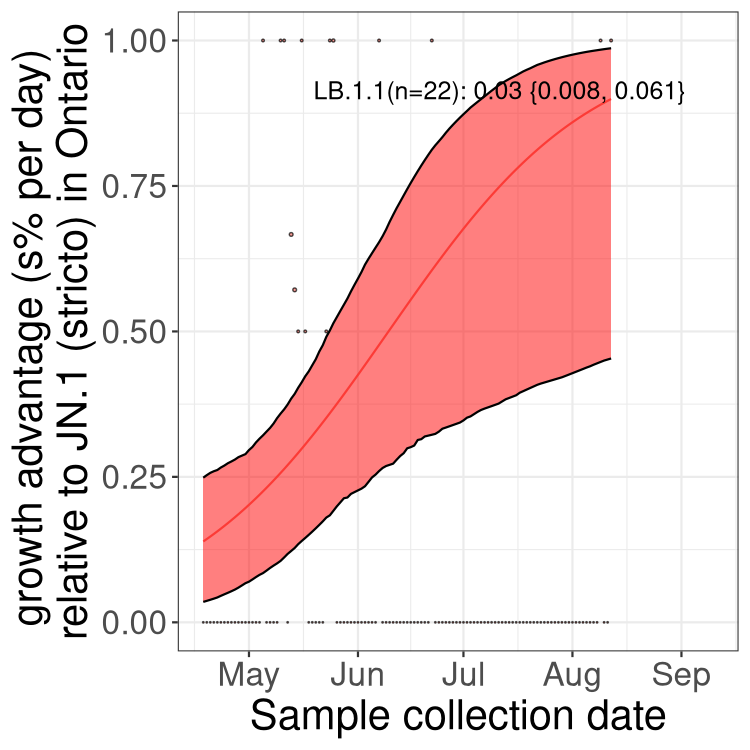 growth advantage (s% per day)
relative to JN.1 (stricto) in Ontario
1.00
0.75
0.50
0.25
0.00
LB.1.1(n=22): 0.03 {0.008, 0.061}
May Jun Jul Aug Sep
Sample collection date